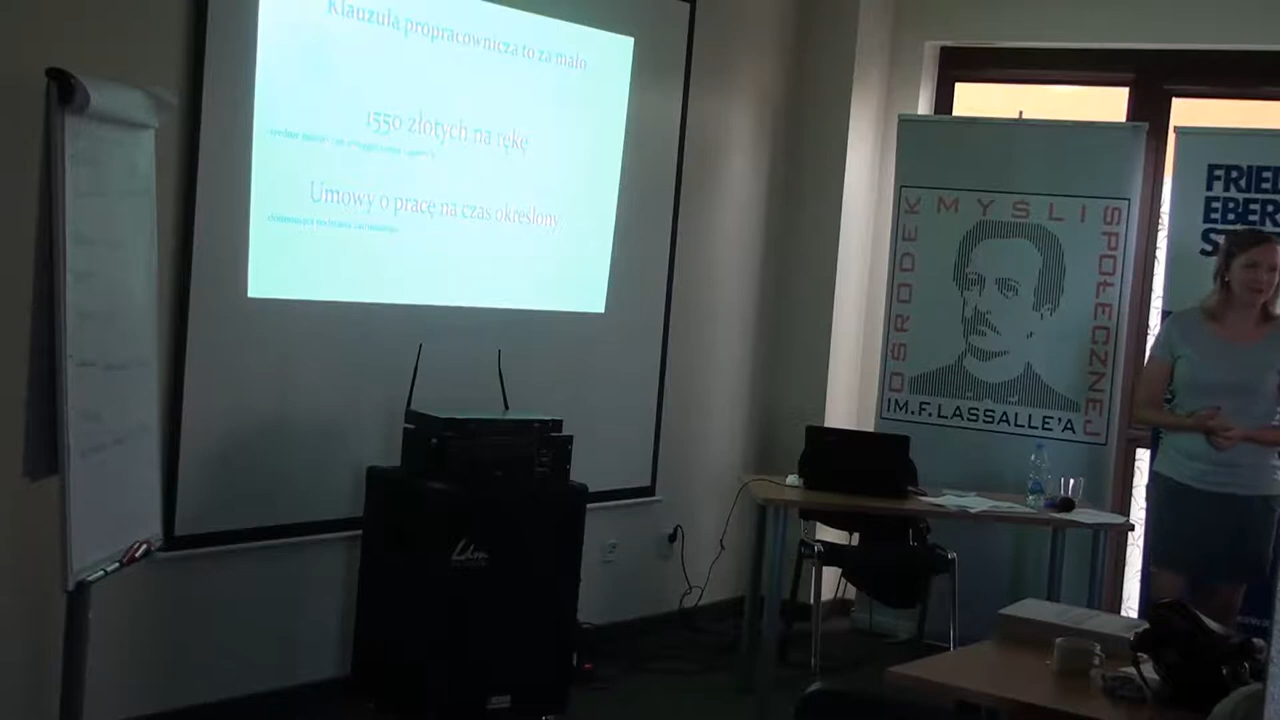 Klauzula propracownicza to za mało
1550 złotych na rękę
Umowy o pracę na czas określony
OŚRODEK MYŚLI SPOŁECZNEJ
IM.F.LASSALLE'A
FRIED
EBER
S